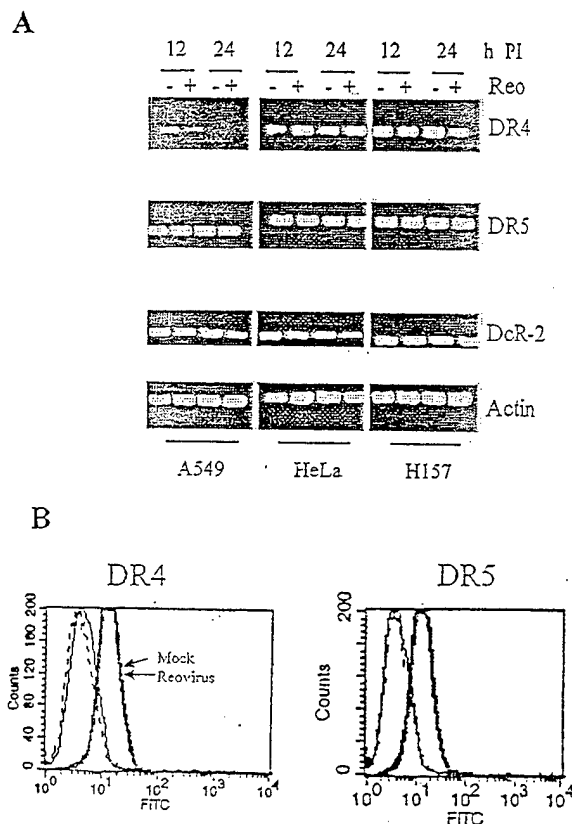 A
12 24 12 24 12 24 h PI
- + - + - + - + - + - + Reo
DR4
DR5
DcR-2
Actin
A549 HeLa H157
B
DR4 DR5
200 160 120 80 40 0
Counts
Mock
Reovirus
10⁰ 10¹ 10² 10³ 10⁴
FITC
200
0
Counts
10⁰ 10¹ 10² 10³ 10⁴
FITC